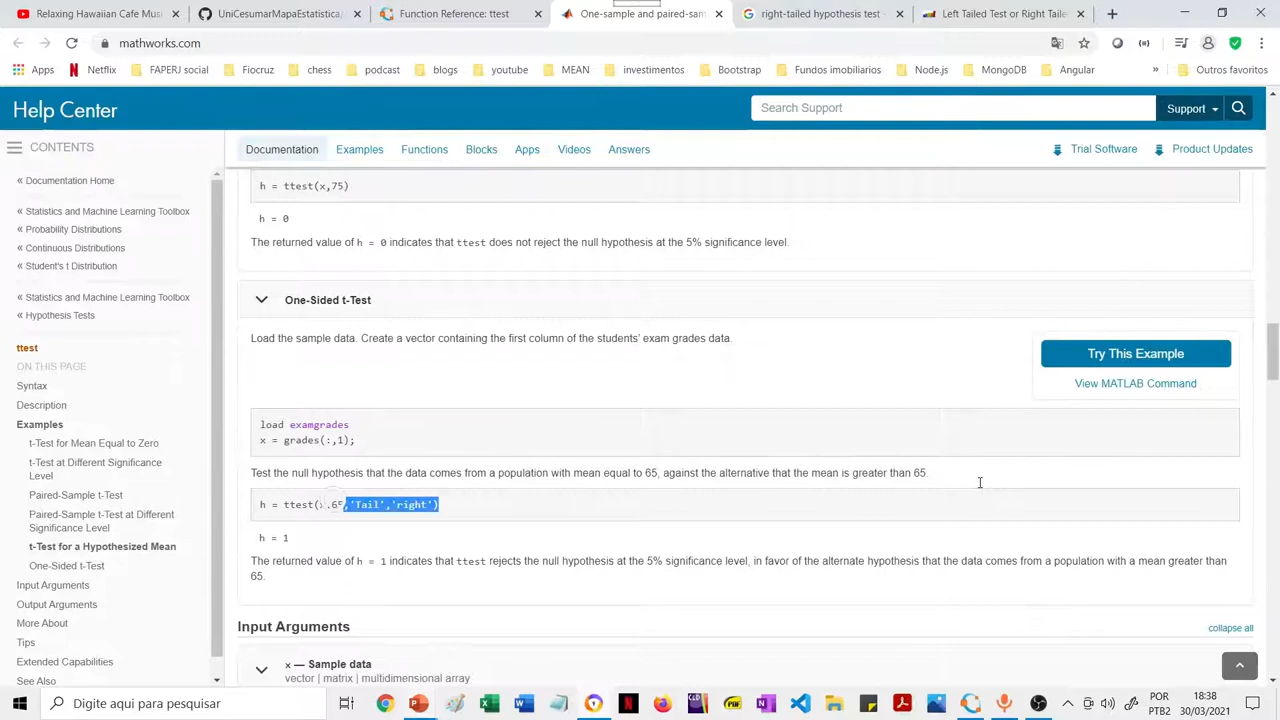 Relaxing Hawaiian Cafe Mus
UniCesumarMapaEstatistica/
Function Reference: ttest
One-sample and paired-sam
right-tailed hypothesis test -
Left Tailed Test or Right Taile
mathworks.com
Apps
Netflix
FAPERJ social
Fiocruz
chess
podcast
blogs
youtube
MEAN
investimentos
Bootstrap
Fundos imobiliarios
Node.js
MongoDB
Angular
»
Outros favoritos
Help Center
Search Support
Support
CONTENTS
Documentation
Examples
Functions
Blocks
Apps
Videos
Answers
Trial Software
Product Updates
« Documentation Home
« Statistics and Machine Learning Toolbox
« Probability Distributions
« Continuous Distributions
« Student's t Distribution
« Statistics and Machine Learning Toolbox
« Hypothesis Tests
ttest
ON THIS PAGE
Syntax
Description
Examples
t-Test for Mean Equal to Zero
t-Test at Different Significance
Level
Paired-Sample t-Test
Paired-Sample t-Test at Different
Significance Level
t-Test for a Hypothesized Mean
One-Sided t-Test
Input Arguments
Output Arguments
More About
Tips
Extended Capabilities
See Also
h = ttest(x,75)
h = 0
The returned value of h = 0 indicates that ttest does not reject the null hypothesis at the 5% significance level.
One-Sided t-Test
Load the sample data. Create a vector containing the first column of the students' exam grades data.
Try This Example
View MATLAB Command
load examgrades
x = grades(:,1);
Test the null hypothesis that the data comes from a population with mean equal to 65, against the alternative that the mean is greater than 65.
h = ttest(x,65,'Tail','right')
h = 1
The returned value of h = 1 indicates that ttest rejects the null hypothesis at the 5% significance level, in favor of the alternate hypothesis that the data comes from a population with a mean greater than
65.
Input Arguments
collapse all
x — Sample data
vector | matrix | multidimensional array
Digite aqui para pesquisar
POR
PTB2
18:38
30/03/2021